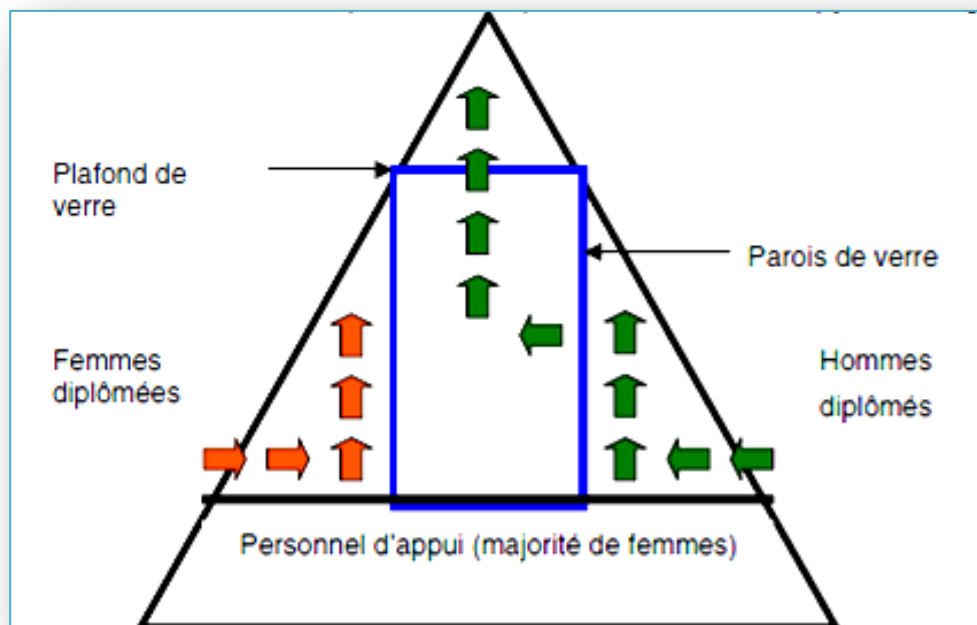 Plafond de
verre
Parois de verre
Femmes
diplômées
Hommes
diplômés
Personnel d'appui (majorité de femmes)